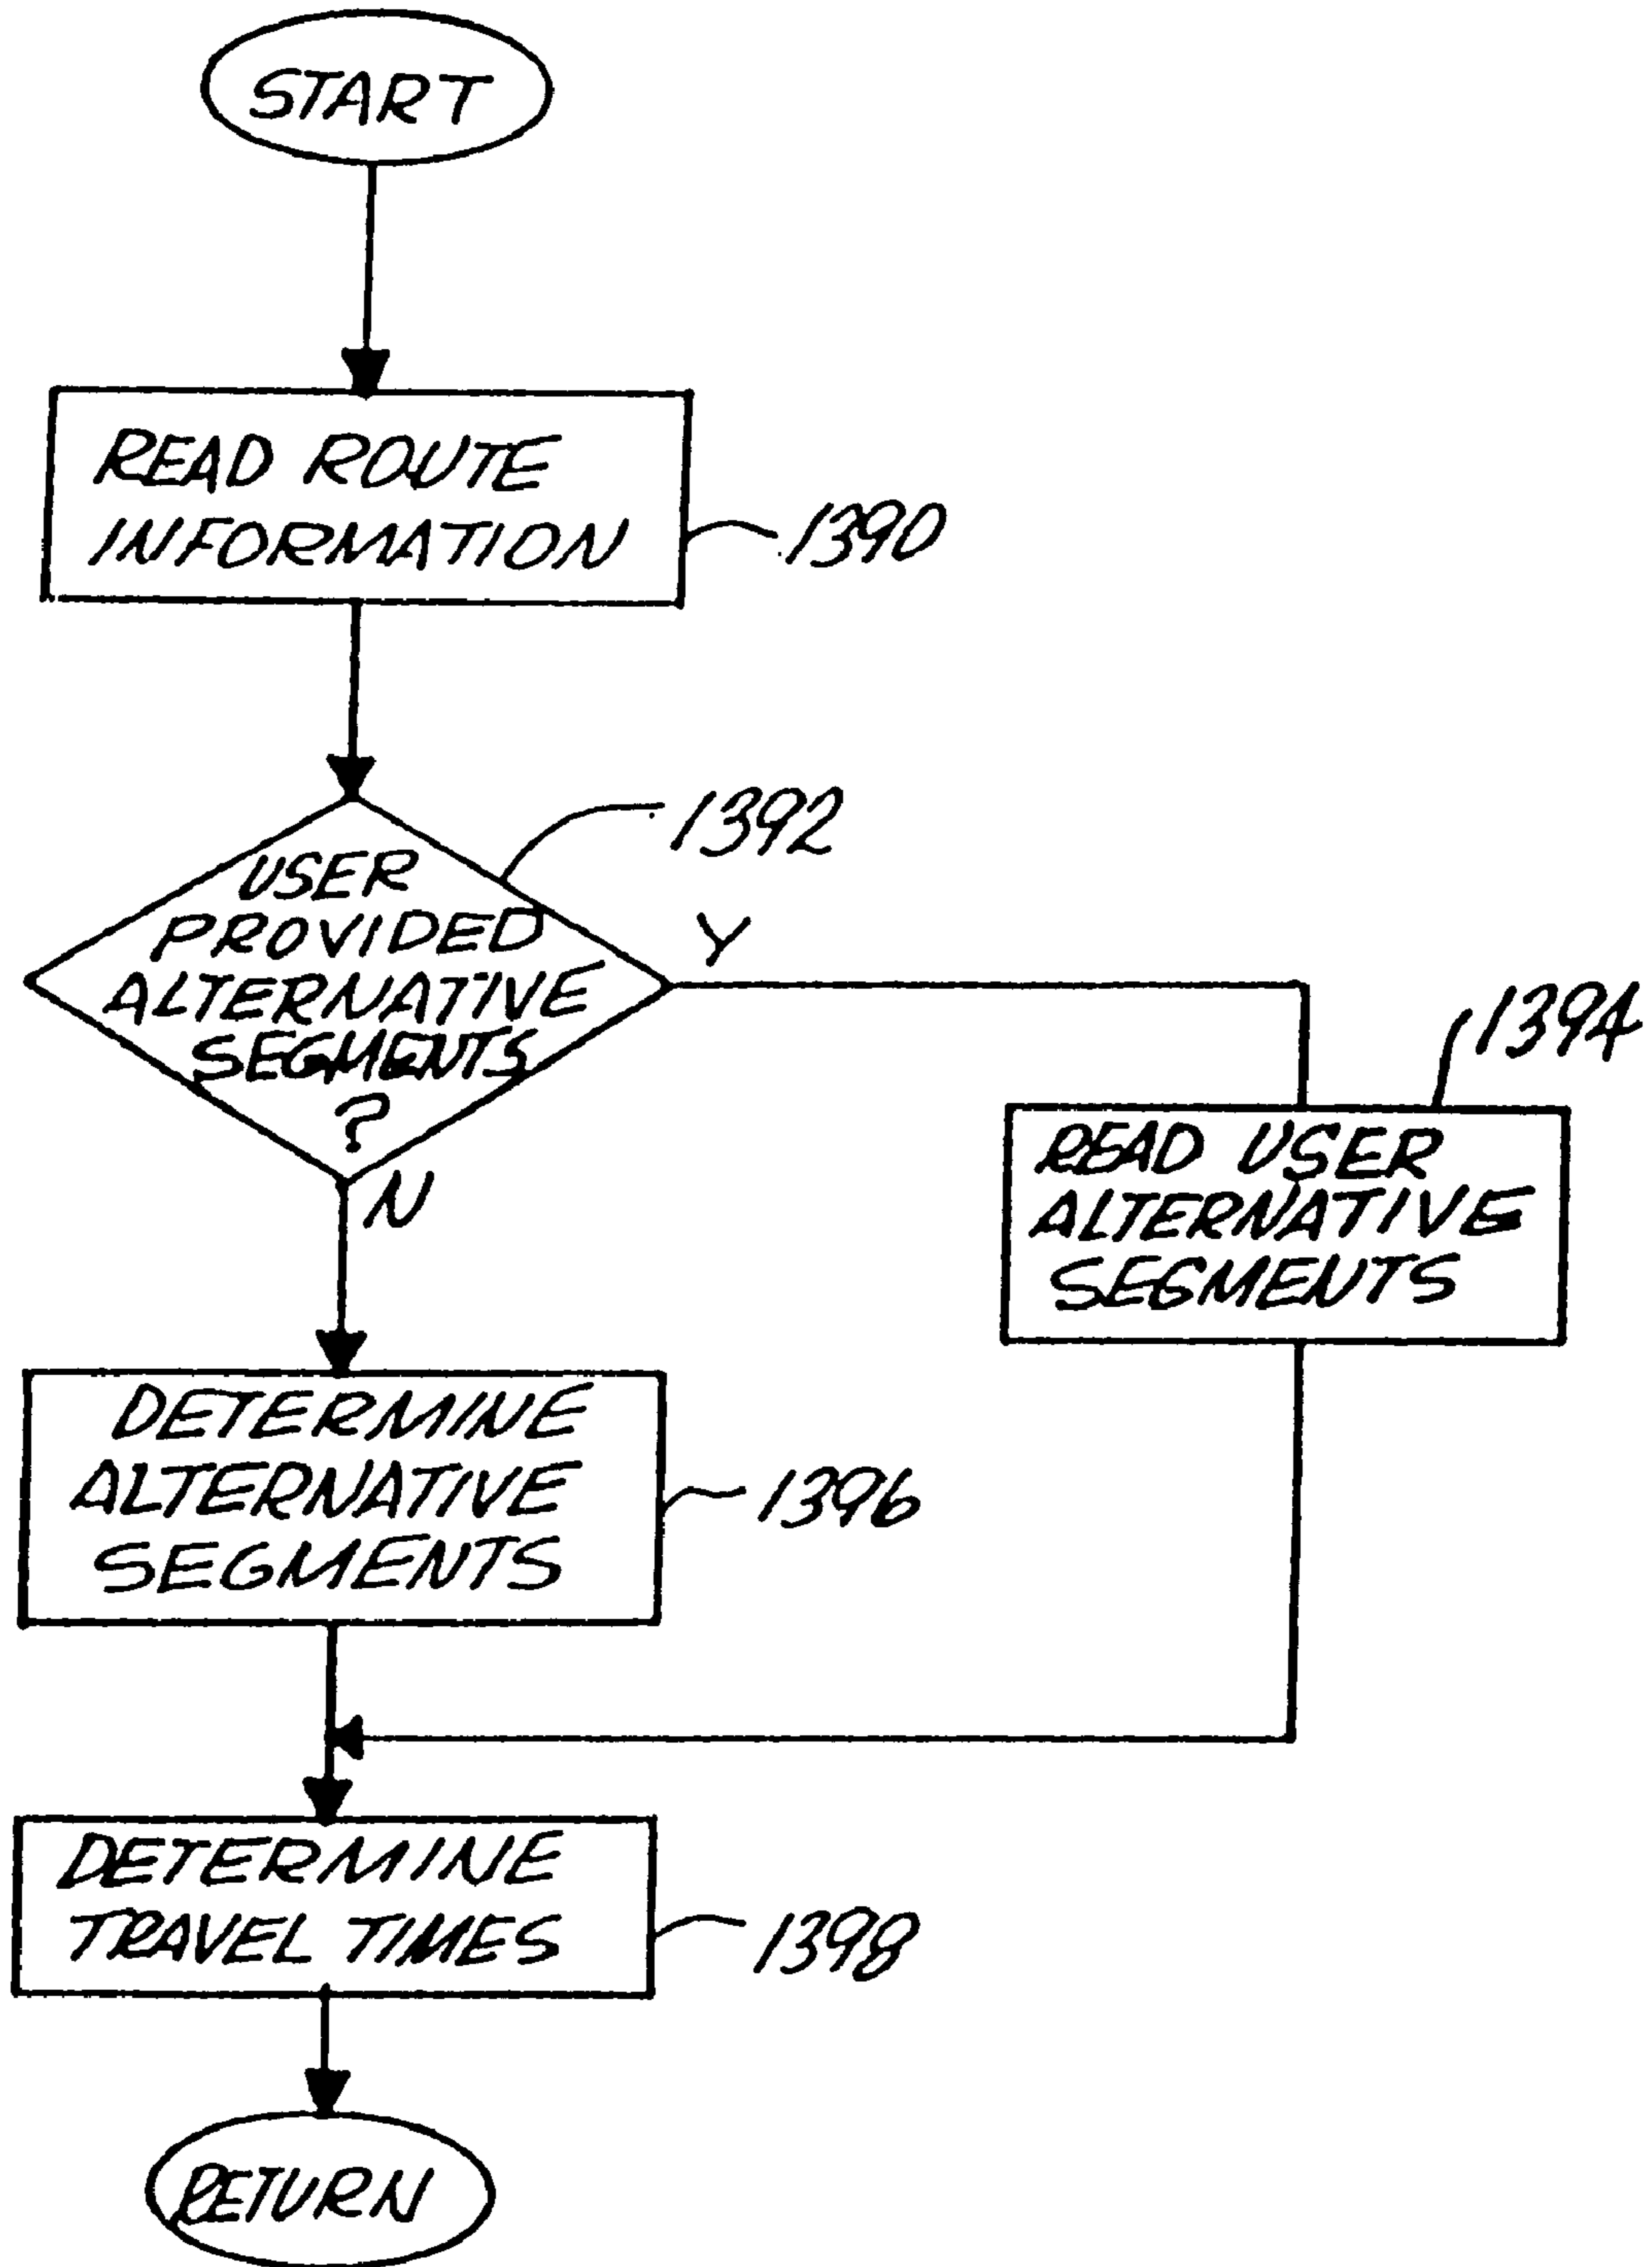 START
READ ROUTE
INFORMATION
1390
1392
USER
PROVIDED
ALTERNATIVE
SEGMENTS
?
Y
N
1394
READ USER
ALTERNATIVE
SEGMENTS
DETERMINE
ALTERNATIVE
SEGMENTS
1396
DETERMINE
TRAVEL TIMES
1398
RETURN